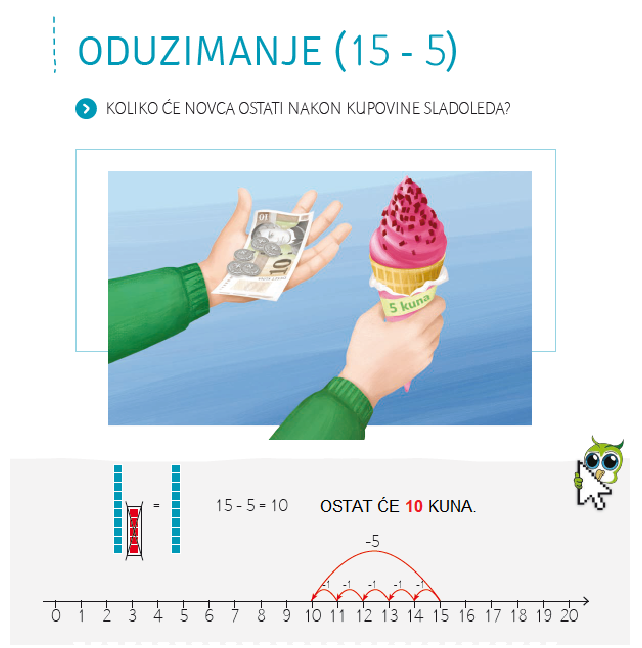 ODUZIMANJE (15 - 5)
KOLIKO ĆE NOVCA OSTATI NAKON KUPOVINE SLADOLEDA?
10
10
5 kuna
= 15 - 5 = 10 OSTAT ĆE 10 KUNA.
-5
-1 -1 -1 -1 -1
0 1 2 3 4 5 6 7 8 9 10 11 12 13 14 15 16 17 18 19 20